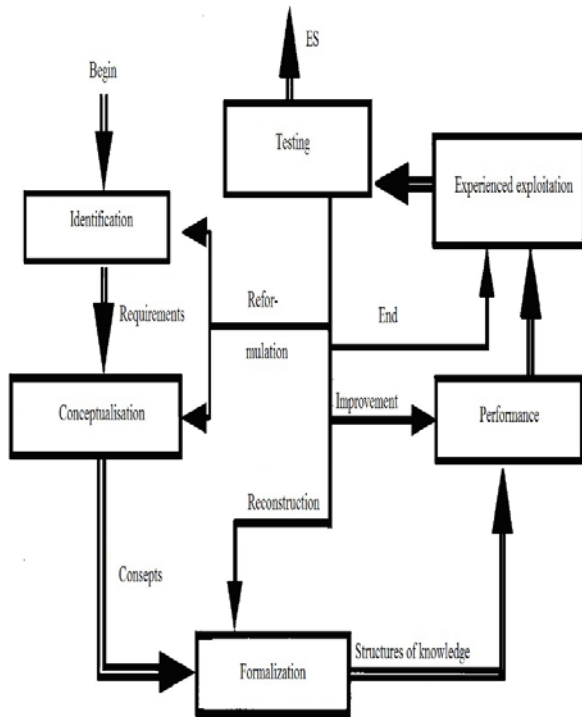 ES
Begin
Testing
Experienced exploitation
Identification
Requirements
Refor-
mulation
End
Conceptualisation
Improvement
Performance
Reconstruction
Consepts
Formalization
Structures of knowledge